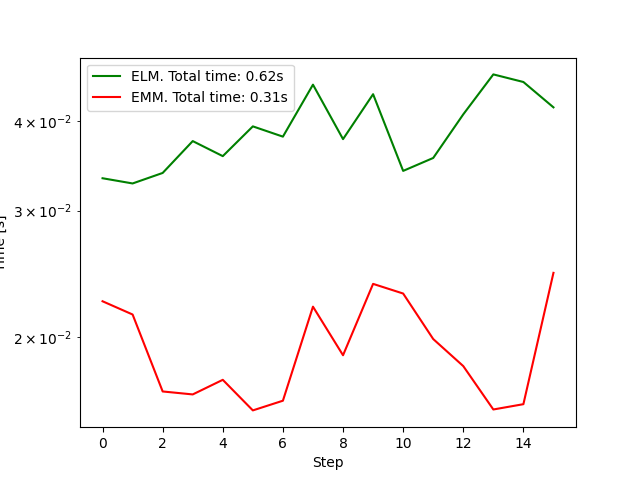 ELM. Total time: 0.62s
EMM. Total time: 0.31s
4 × 10⁻²
3 × 10⁻²
2 × 10⁻²
[s]
0 2 4 6 8 10 12 14
Step